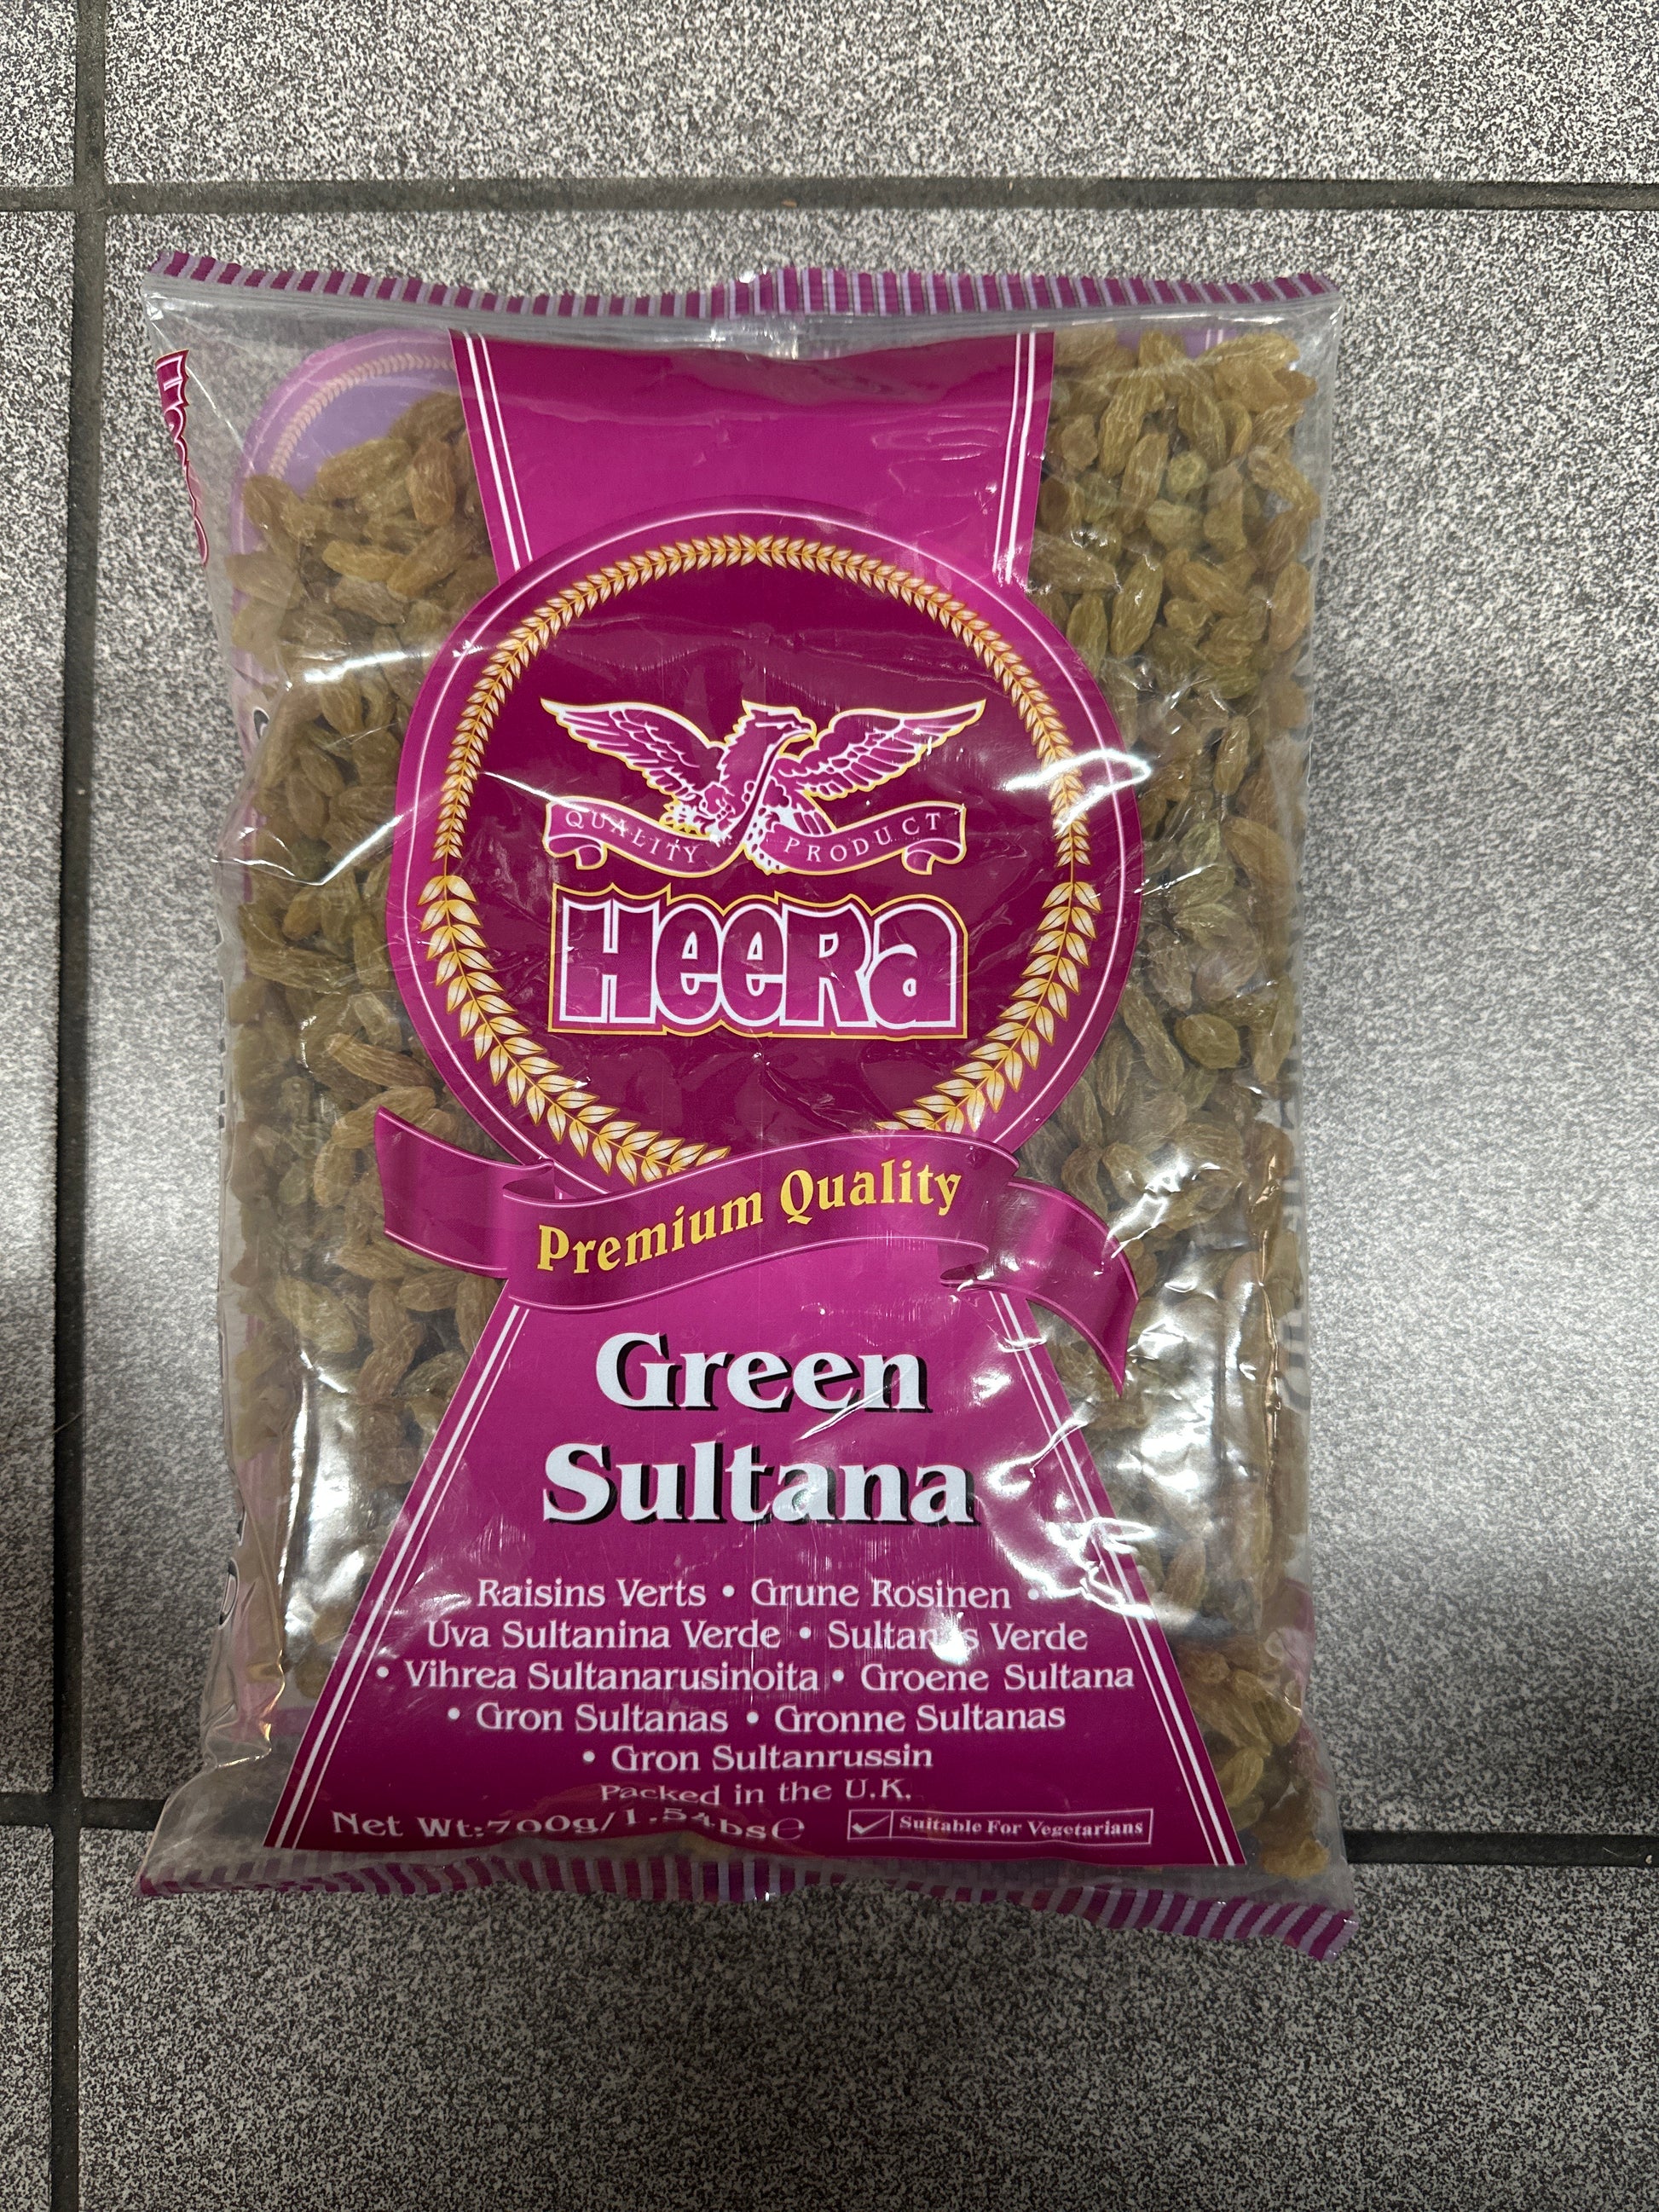 QUALITY PRODUCT
HeeRa
Premium Quality
Green
Sultana
Raisins Verts • Grune Rosinen •
Uva Sultanina Verde • Sultanas Verde
• Vihrea Sultanarusinoita • Groene Sultana
• Gron Sultanas • Gronne Sultanas
• Gron Sultanrussin
Packed in the U.K.
Net Wt:700g/1.54lbs℮
Suitable For Vegetarians